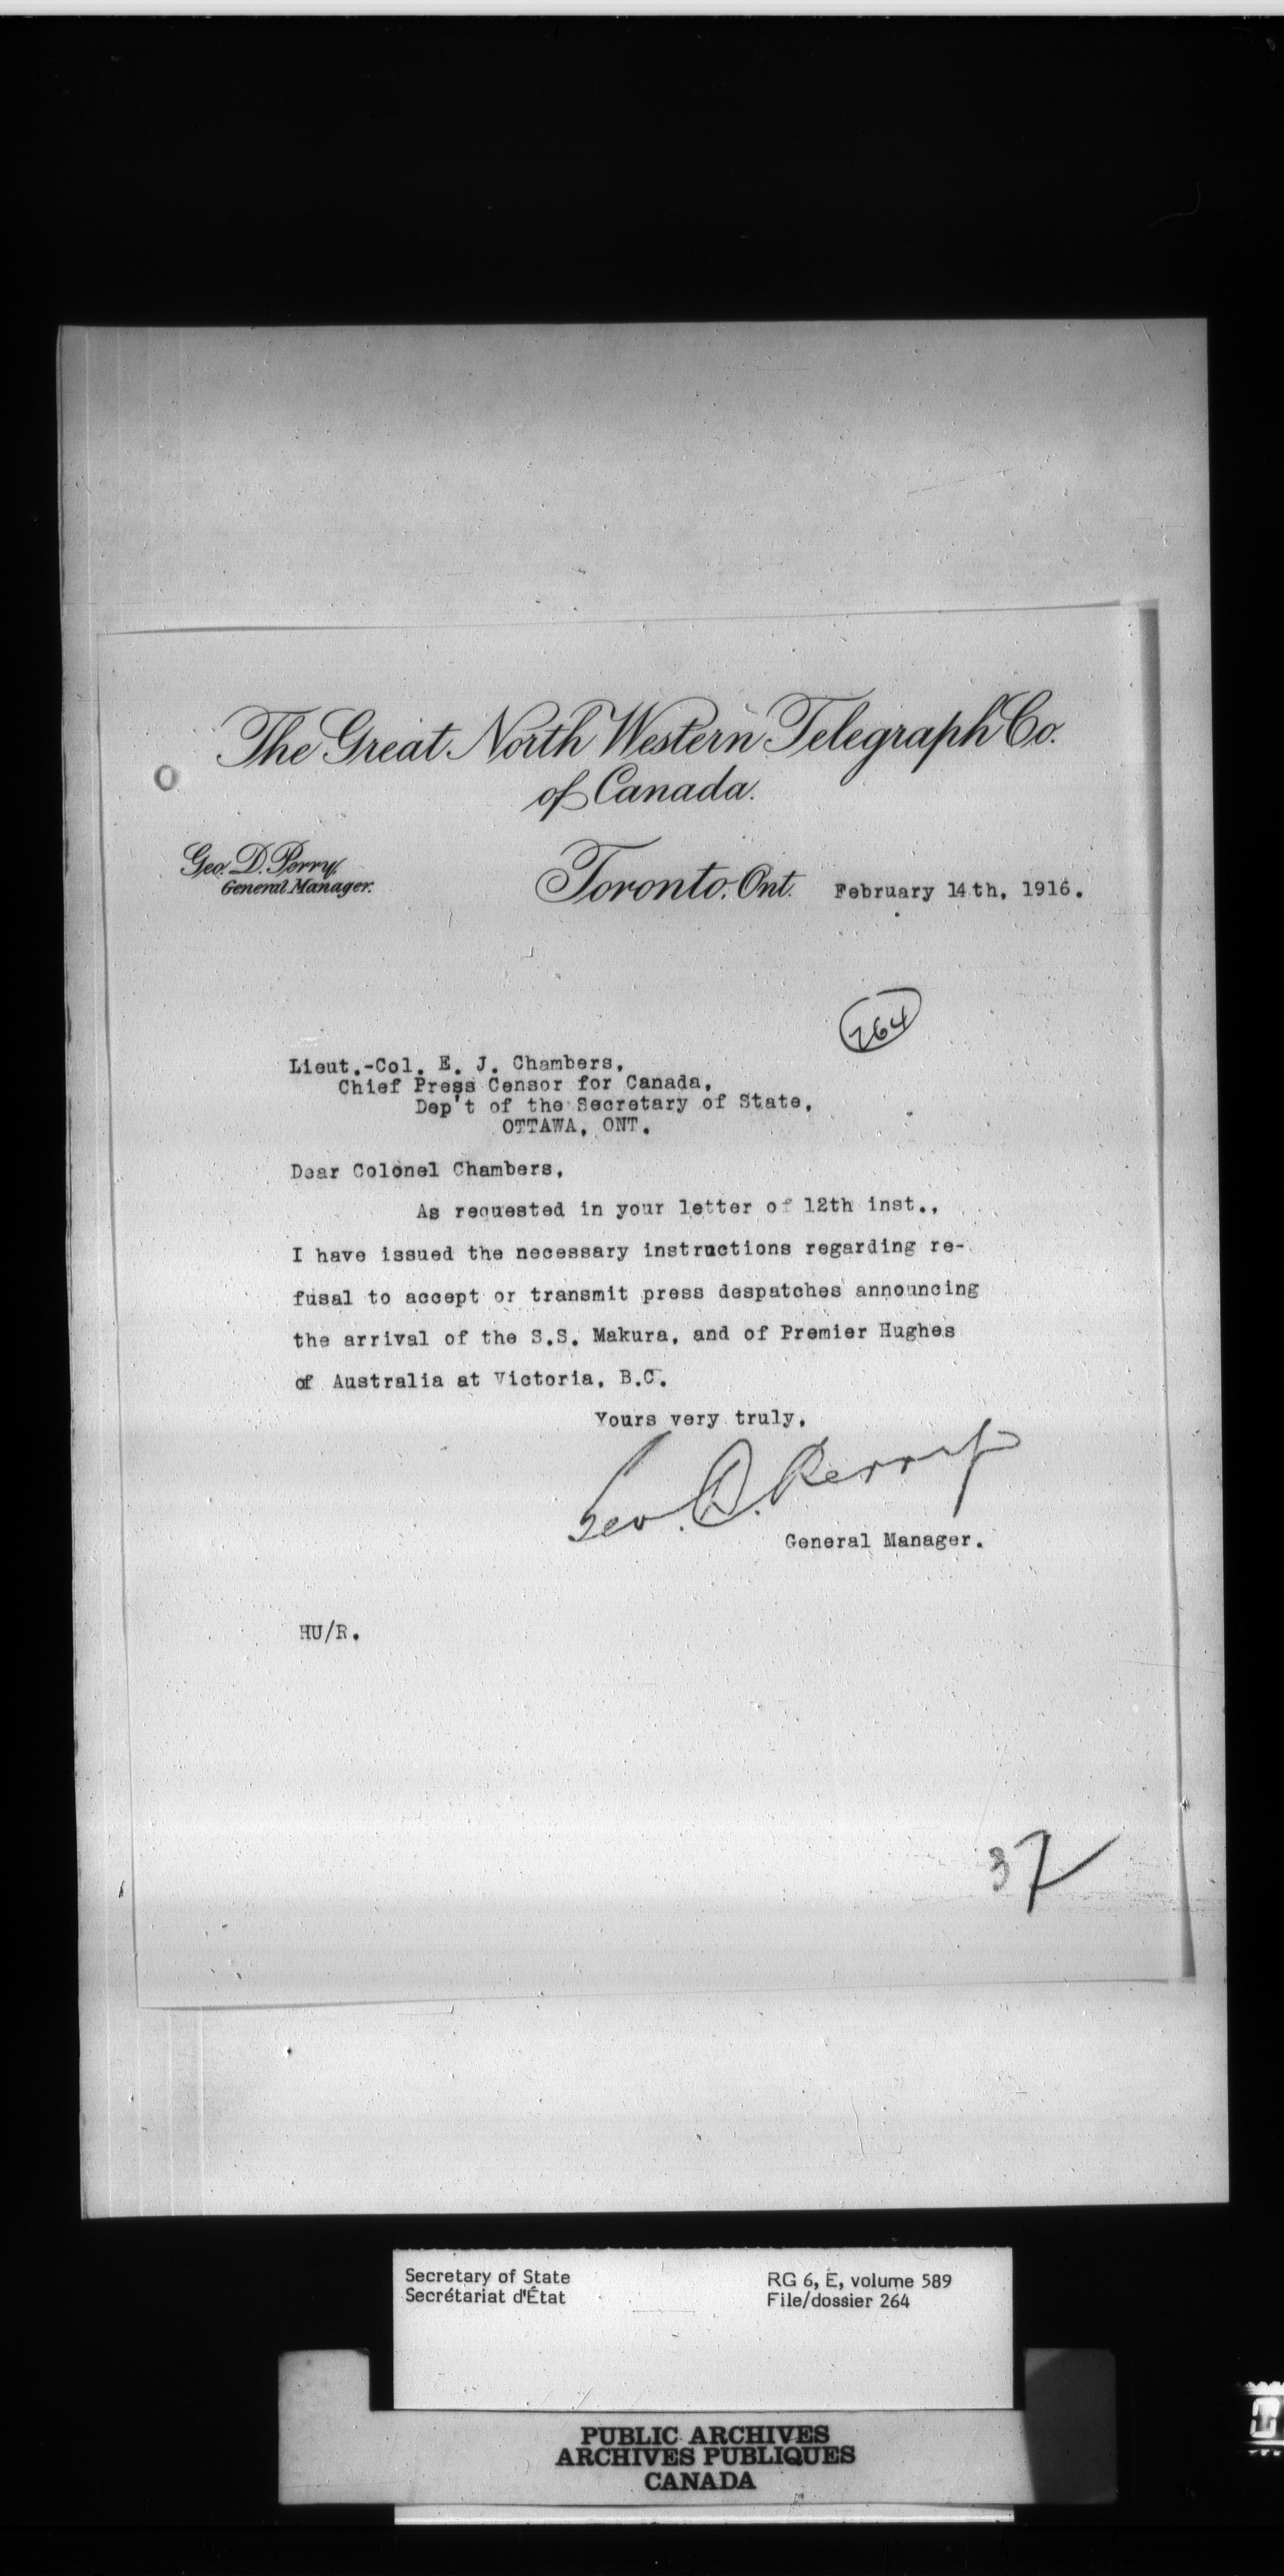 The Great North Western Telegraph Co.
of Canada.
Geo. D. Perry,
General Manager.
Toronto, Ont. February 14th, 1916.
264
Lieut.-Col. E. J. Chambers,
Chief Press Censor for Canada,
Dep't of the Secretary of State,
OTTAWA, ONT.
Dear Colonel Chambers,
As requested in your letter of 12th inst.,
I have issued the necessary instructions regarding re-
fusal to accept or transmit press despatches announcing
the arrival of the S.S. Makura, and of Premier Hughes
of Australia at Victoria, B.C.
Yours very truly,
Geo. D. Perry
General Manager.
HU/R.
37
Secretary of State
Secrétariat d'État
RG 6, E, volume 589
File/dossier 264
PUBLIC ARCHIVES
ARCHIVES PUBLIQUES
CANADA